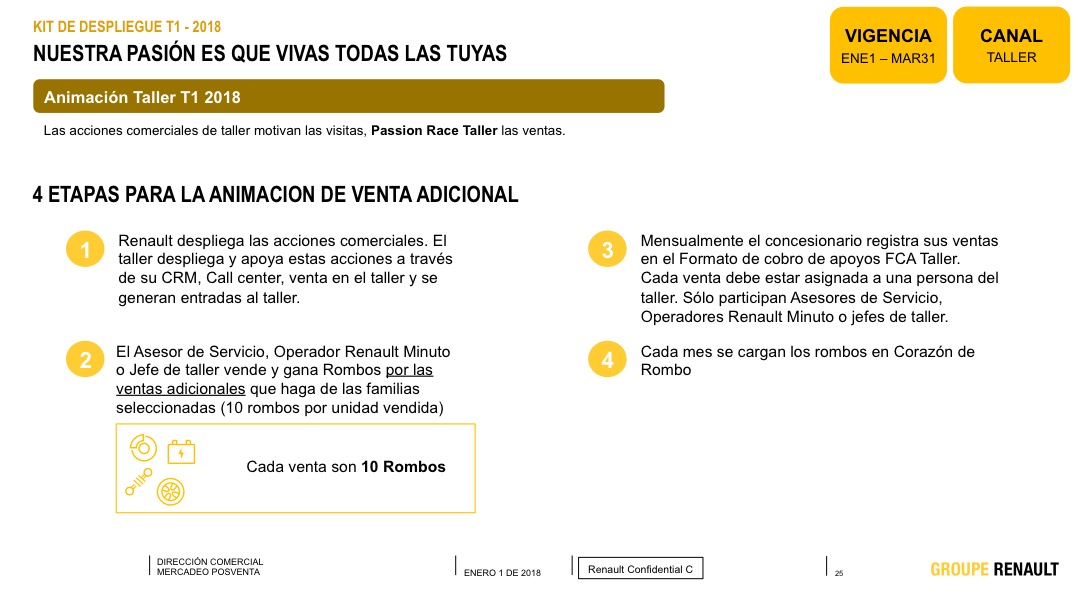 KIT DE DESPLIEGUE T1 - 2018
NUESTRA PASIÓN ES QUE VIVAS TODAS LAS TUYAS
VIGENCIA
ENE1 – MAR31
CANAL
TALLER
Animación Taller T1 2018
Las acciones comerciales de taller motivan las visitas, Passion Race Taller las ventas.
4 ETAPAS PARA LA ANIMACION DE VENTA ADICIONAL
1
Renault despliega las acciones comerciales. El
taller despliega y apoya estas acciones a través
de su CRM, Call center, venta en el taller y se
generan entradas al taller.
2
El Asesor de Servicio, Operador Renault Minuto
o Jefe de taller vende y gana Rombos por las
ventas adicionales que haga de las familias
seleccionadas (10 rombos por unidad vendida)
Cada venta son 10 Rombos
3
Mensualmente el concesionario registra sus ventas
en el Formato de cobro de apoyos FCA Taller.
Cada venta debe estar asignada a una persona del
taller. Sólo participan Asesores de Servicio,
Operadores Renault Minuto o jefes de taller.
4
Cada mes se cargan los rombos en Corazón de
Rombo
DIRECCIÓN COMERCIAL
MERCADEO POSVENTA
ENERO 1 DE 2018
Renault Confidential C
25
GROUPE RENAULT